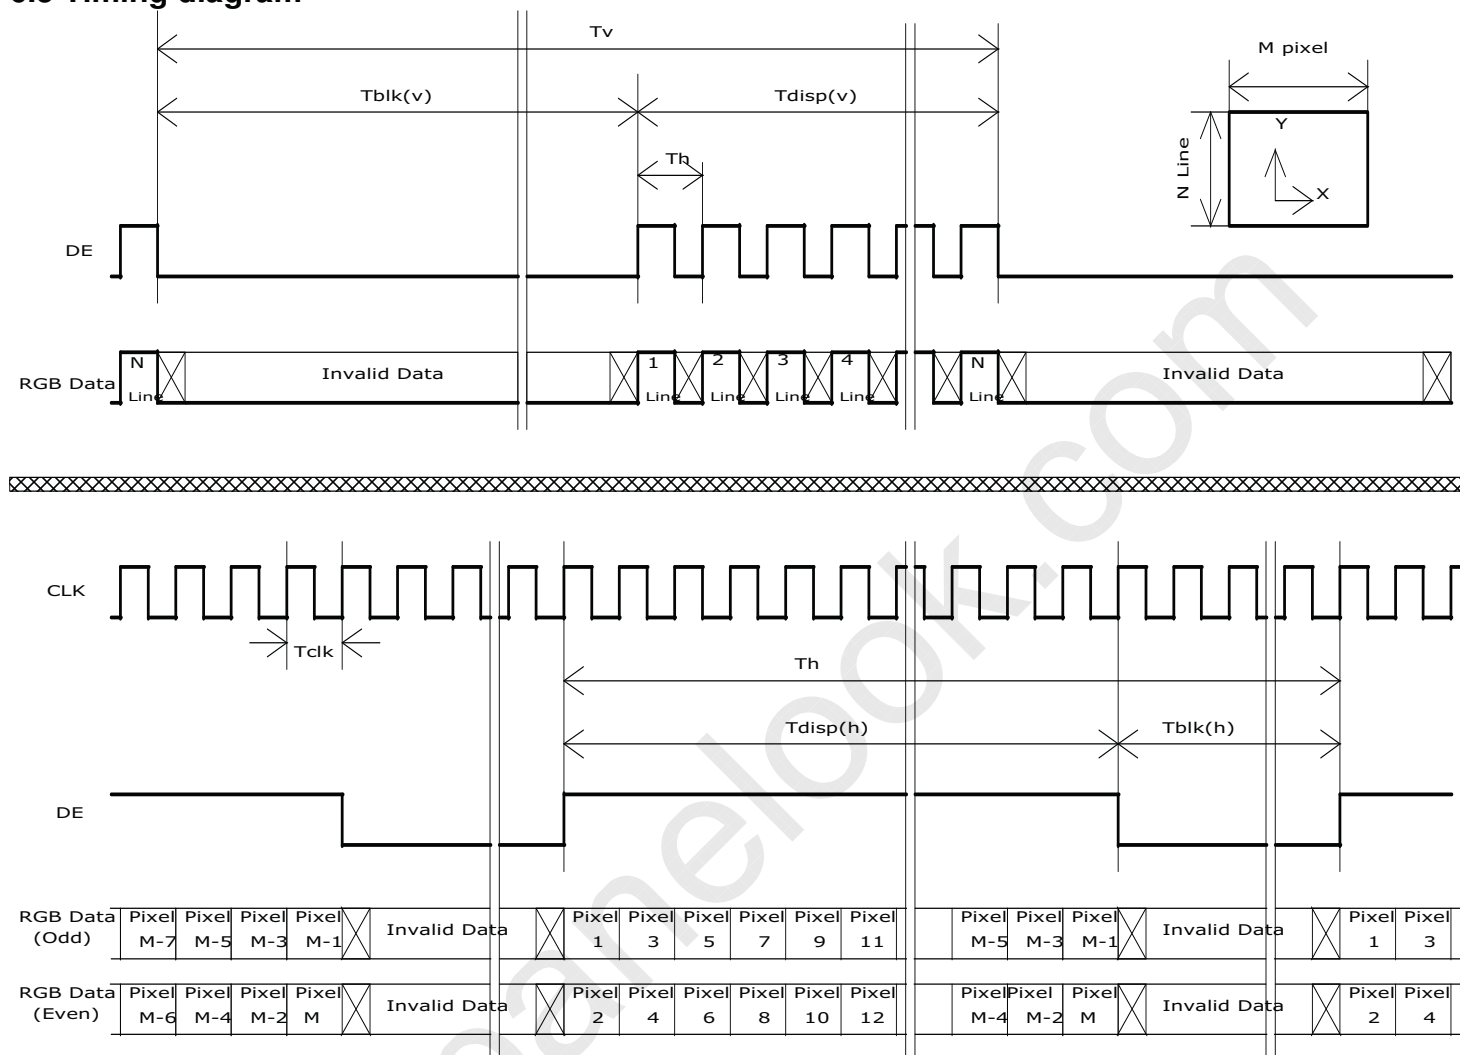 Tv
M pixel
Tblk(v)
Tdisp(v)
Y
Th
N Line
X
DE
N
1
2
3
4
N
RGB Data
Invalid Data
Invalid Data
Line
Line
Line
Line
Line
Line
CLK
Tclk
Th
Tdisp(h)
Tblk(h)
DE
RGB Data
(Odd)
Pixel Pixel Pixel Pixel
M-7 M-5 M-3 M-1
Invalid Data
Pixel Pixel Pixel Pixel Pixel Pixel
1 3 5 7 9 11
Pixel Pixel Pixel
M-5 M-3 M-1
Invalid Data
Pixel Pixel
1 3
RGB Data
(Even)
Pixel Pixel Pixel Pixel
M-6 M-4 M-2 M
Invalid Data
Pixel Pixel Pixel Pixel Pixel Pixel
2 4 6 8 10 12
Pixel Pixel Pixel
M-4 M-2 M
Invalid Data
Pixel Pixel
2 4
panelook.com